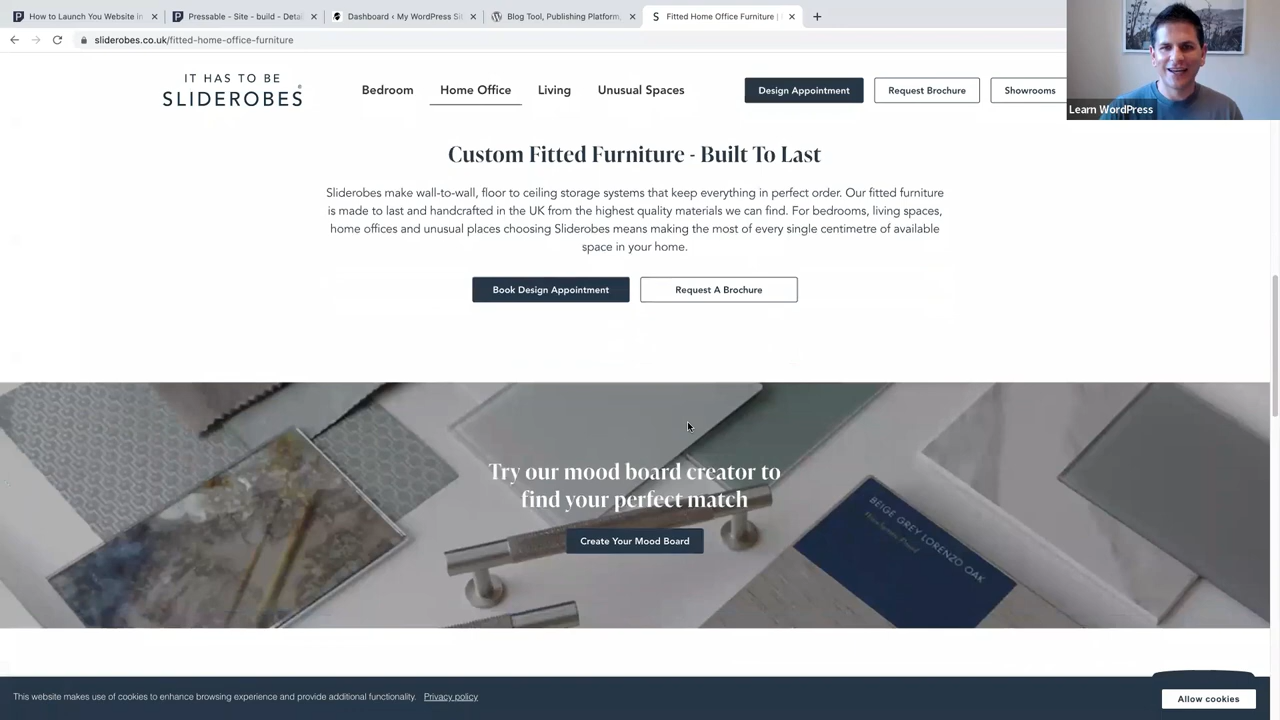 How to Launch You Website in
Pressable - Site - build - Detai
Dashboard ‹ My WordPress Sit
Blog Tool, Publishing Platform,
Fitted Home Office Furniture |
sliderobes.co.uk/fitted-home-office-furniture
Learn WordPress
IT HAS TO BE
SLIDEROBES®
Bedroom
Home Office
Living
Unusual Spaces
Design Appointment
Request Brochure
Showrooms
Custom Fitted Furniture - Built To Last
Sliderobes make wall-to-wall, floor to ceiling storage systems that keep everything in perfect order. Our fitted furniture
is made to last and handcrafted in the UK from the highest quality materials we can find. For bedrooms, living spaces,
home offices and unusual places choosing Sliderobes means making the most of every single centimetre of available
space in your home.
Book Design Appointment
Request A Brochure
Try our mood board creator to
find your perfect match
Create Your Mood Board
BEIGE GREY LORENZO OAK
This website makes use of cookies to enhance browsing experience and provide additional functionality. Privacy policy
Allow cookies